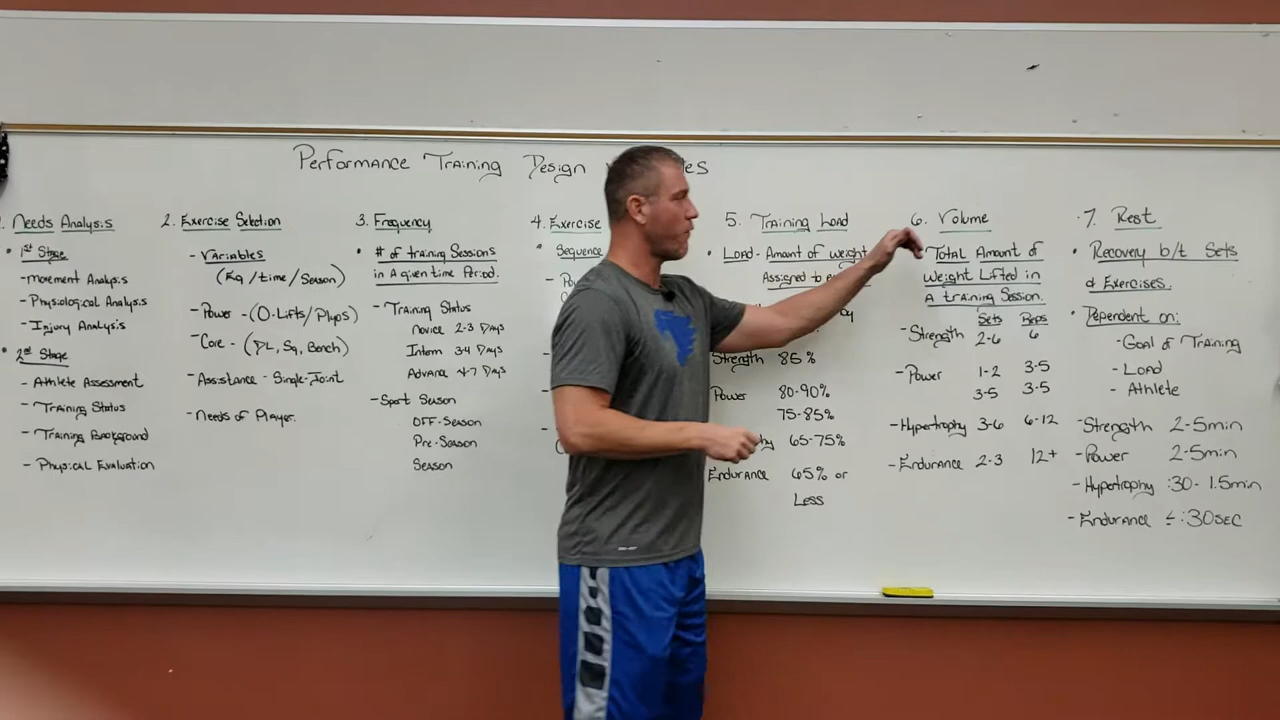 Performance Training Design
1. Needs Analysis
• 1st Stage
- Movement Analysis
- Physiological Analysis
- Injury Analysis
• 2nd Stage
- Athlete Assessment
- Training Status
- Training Background
- Physical Evaluation
2. Exercise Selection
- Variables
(Eq/time/Season)
- Power - (O-Lifts/Plyos)
- Core - (DL, Sq, Bench)
- Assistance - Single-Joint
- Needs of Player.
3. Frequency
• # of training Sessions
in A given time Period.
- Training Status
Novice 2-3 Days
Interm 3-4 Days
Advance 4-7 Days
- Sport Season
OFF-Season
Pre-Season
Season
4. Exercise
• Sequence
5. Training Load
• Load - Amount of weight
Assigned to
Strength 85%
Power 80-90%
75-85%
65-75%
Endurance 65% or
Less
6. Volume
• Total Amount of
Weight Lifted in
A training Session.
Sets Reps
- Strength 2-6 6
- Power 1-2 3-5
3-5 3-5
- Hypertrophy 3-6 6-12
- Endurance 2-3 12+
7. Rest
• Recovery b/t Sets
& Exercises.
• Dependent on:
- Goal of Training
- Load
- Athlete
- Strength 2-5min
- Power 2-5min
- Hypertrophy :30-1.5min
- Endurance ≤:30sec